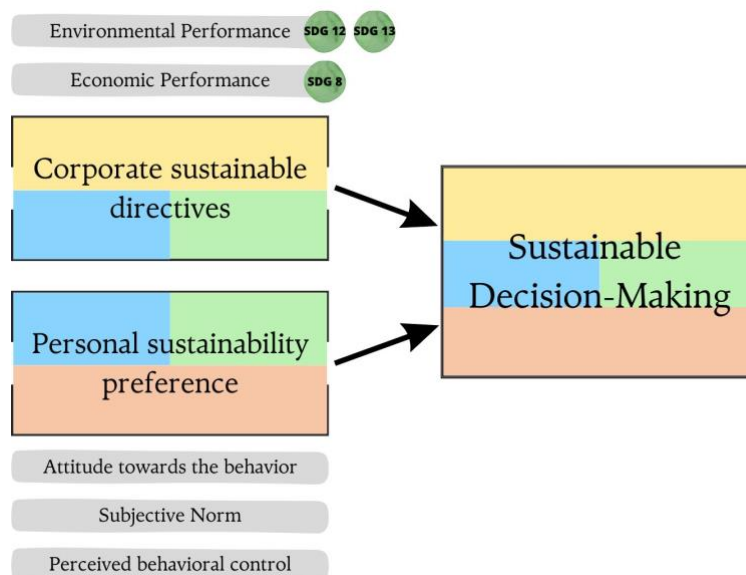 Environmental Performance SDG 12 SDG 13
Economic Performance SDG 8
Corporate sustainable
directives
Sustainable
Decision-Making
Personal sustainability
preference
Attitude towards the behavior
Subjective Norm
Perceived behavioral control